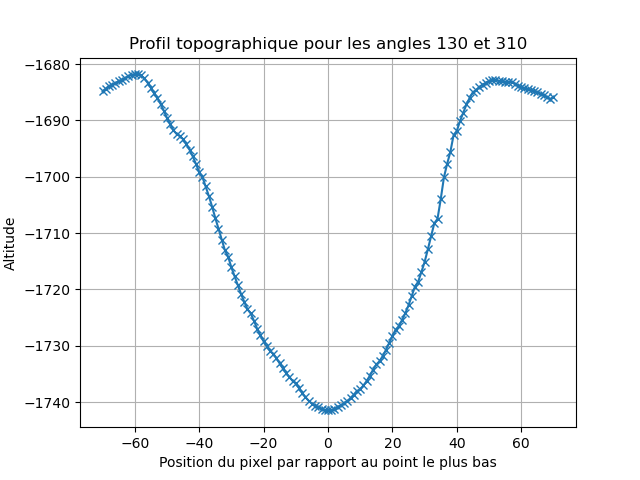 Profil topographique pour les angles 130 et 310
−1680
−1690
−1700
−1710
−1720
−1730
−1740
Altitude
−60 −40 −20 0 20 40 60
Position du pixel par rapport au point le plus bas